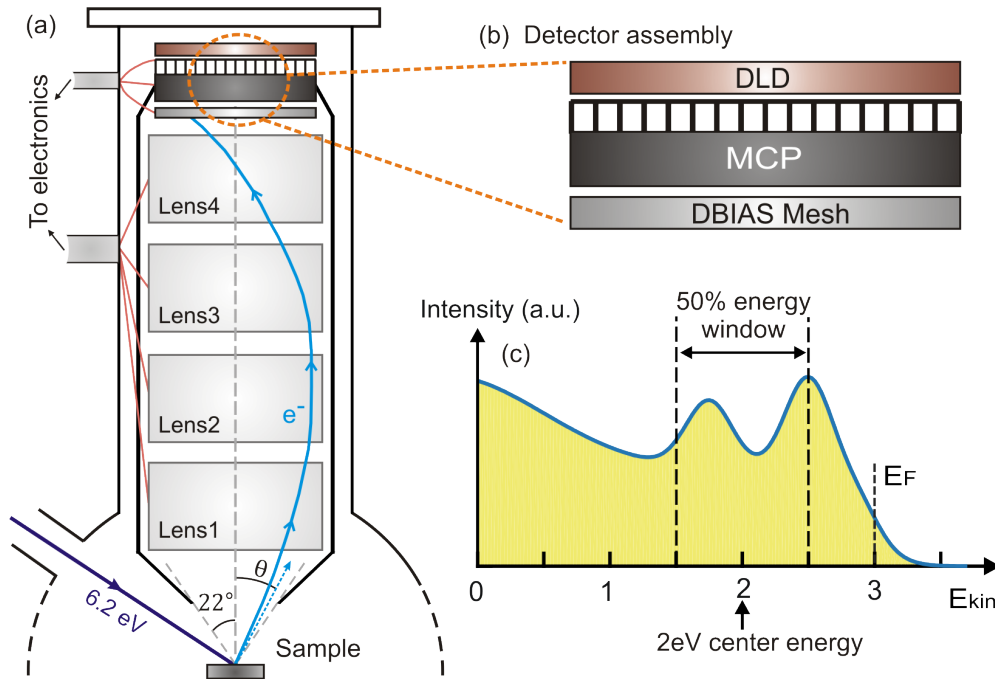 (a)
To electronics
Lens4
Lens3
Lens2
Lens1
e-
θ
22°
6.2 eV
Sample
(b) Detector assembly
DLD
MCP
DBIAS Mesh
Intensity (a.u.)
50% energy
window
(c)
EF
0 1 2 3 Ekin
2eV center energy